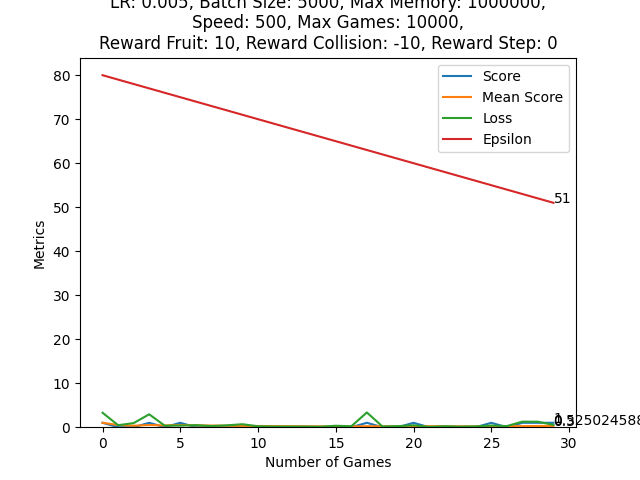 LR: 0.005, Batch Size: 5000, Max Memory: 1000000,
Speed: 500, Max Games: 10000,
Reward Fruit: 10, Reward Collision: -10, Reward Step: 0
Score
Mean Score
Loss
Epsilon
80
70
60
50
40
30
20
10
0
Metrics
51
0 5 10 15 20 25 30
Number of Games